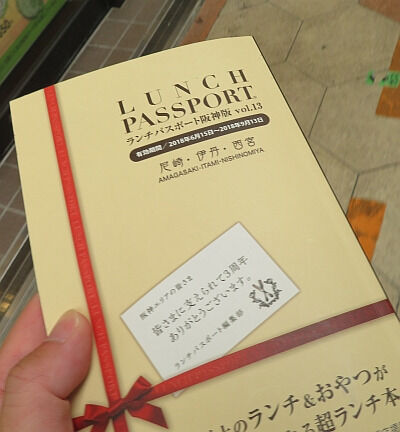 LUNCH
PASSPORT
ランチパスポート阪神版 vol.13
有効期間／2018年6月15日〜2018年9月13日
尼崎・伊丹・西宮
AMAGASAKI・ITAMI・NISHINOMIYA
阪神エリアの皆さま
皆さまに支えられて3周年
ありがとうございます。
ランチパスポート編集部
のランチ&おやつが
る超ランチ本
LUNCH PASSPORT